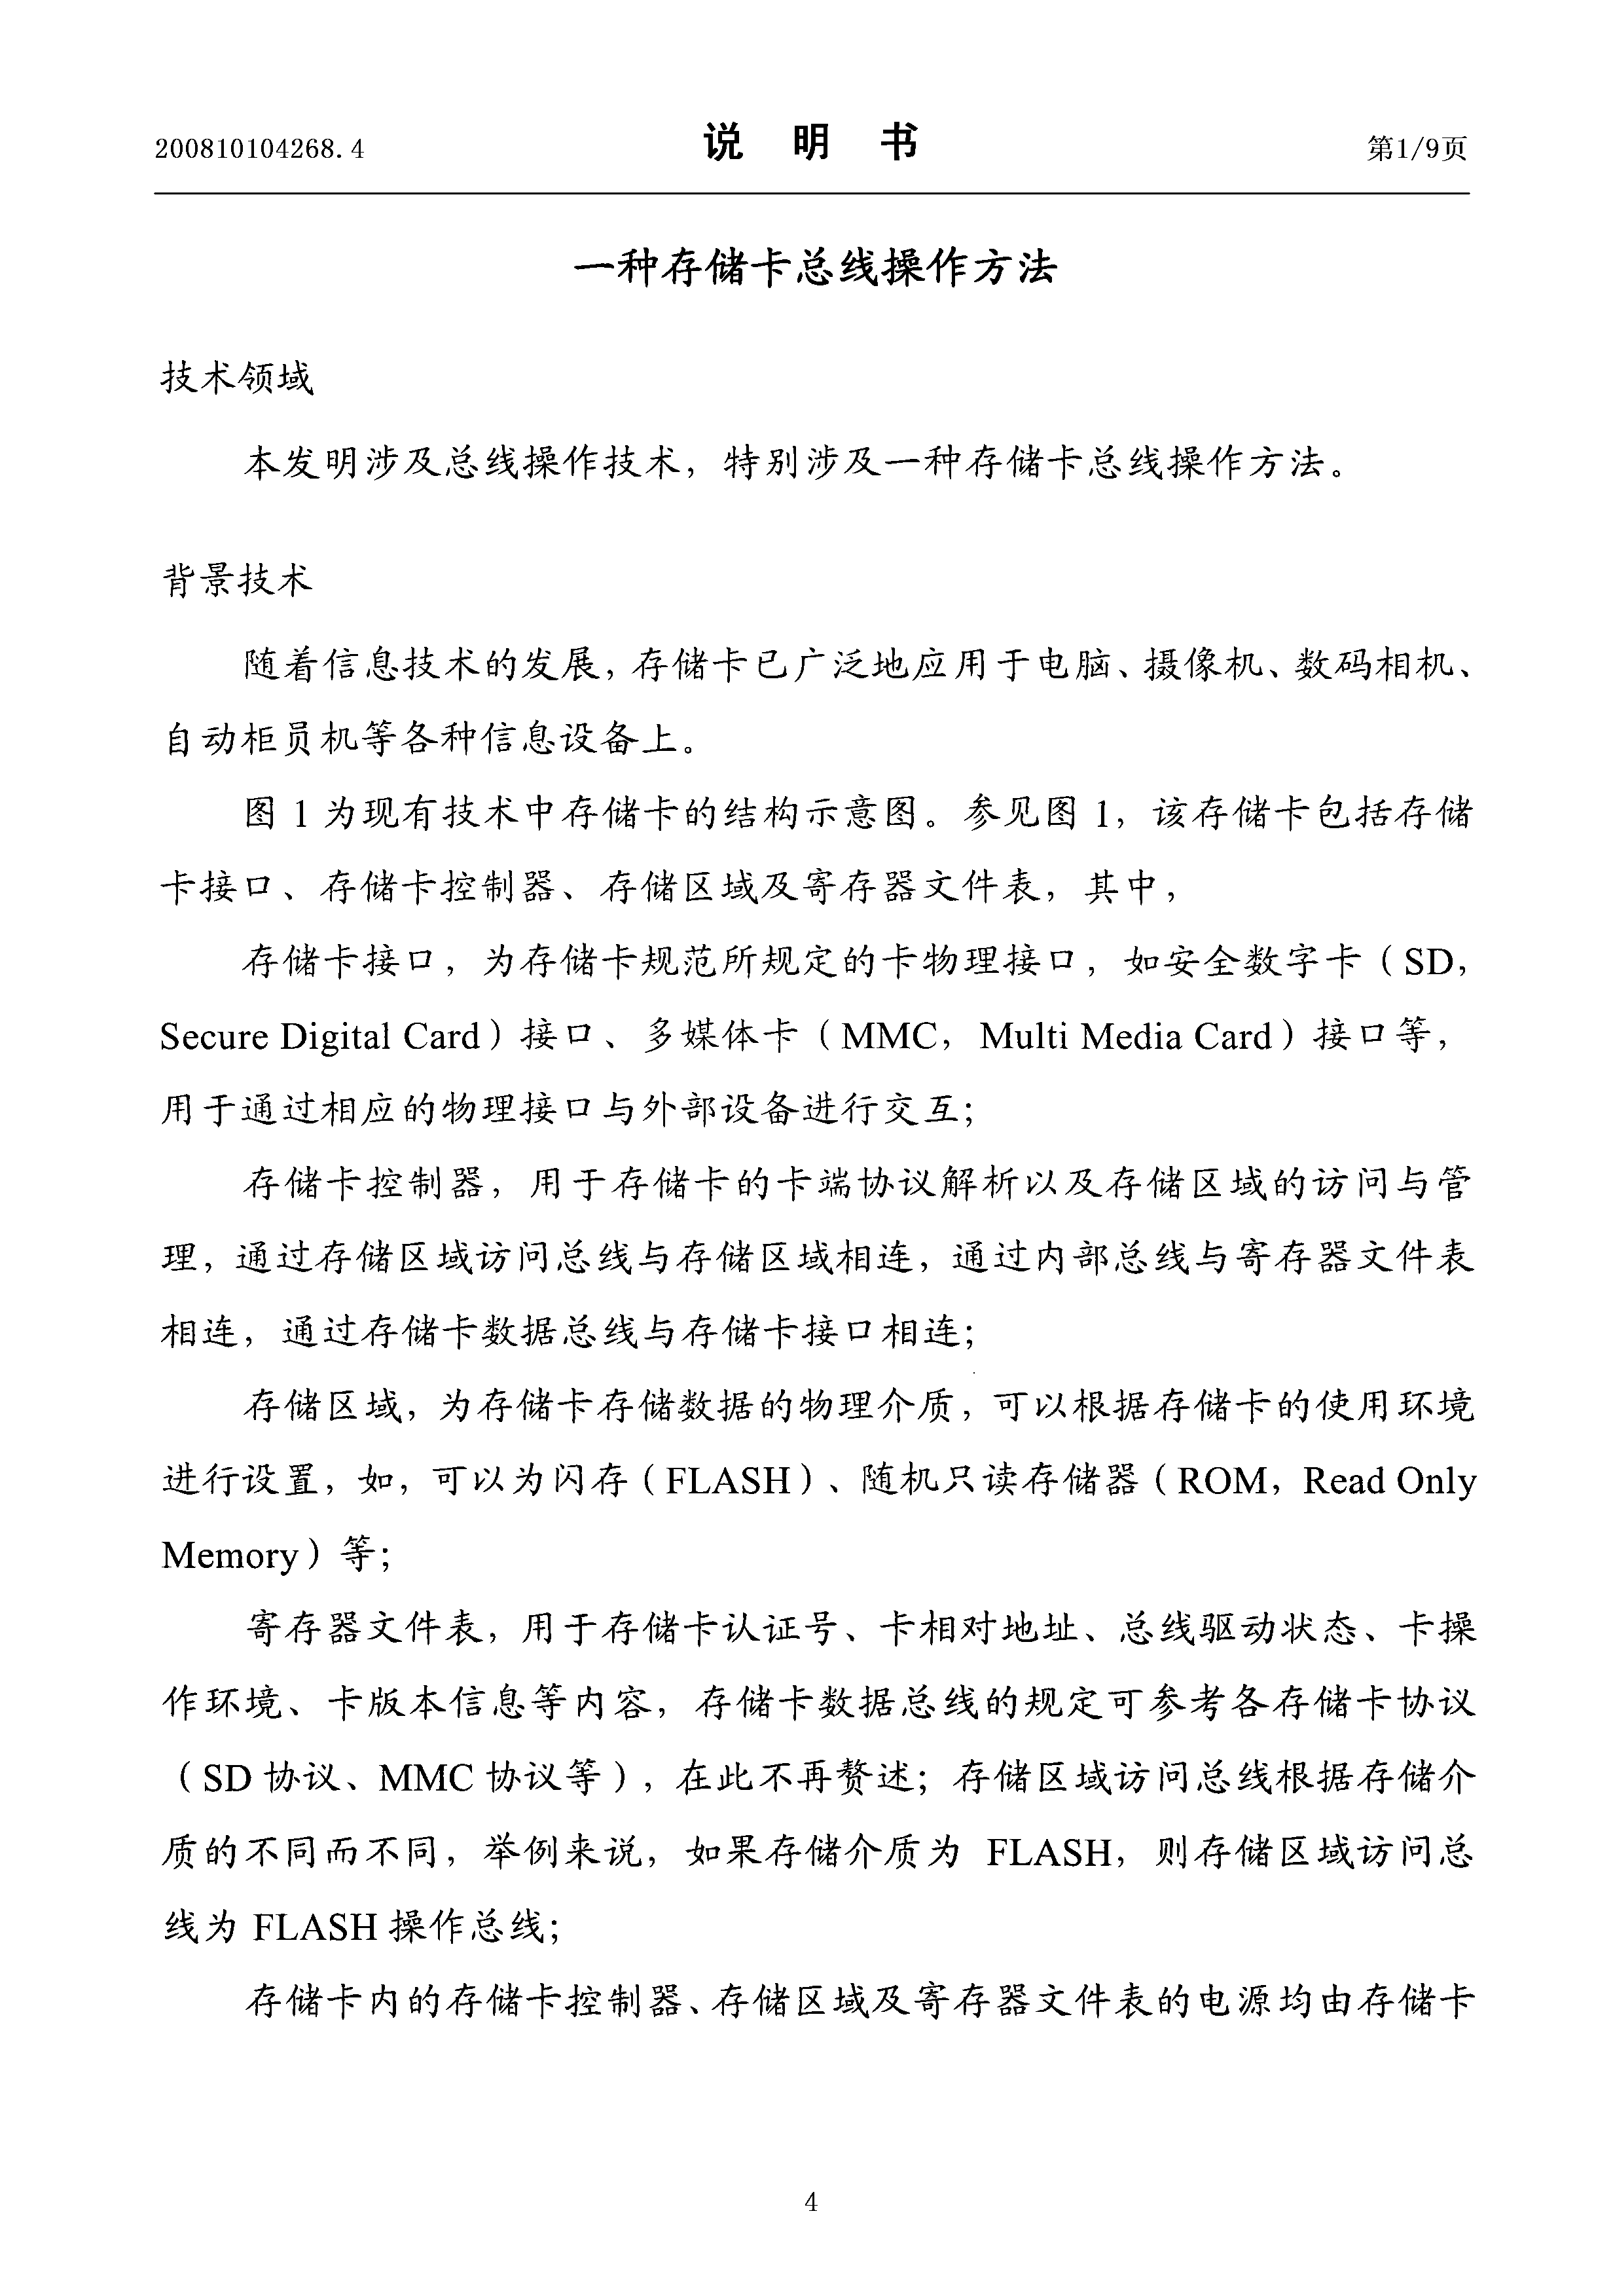 200810104268.4
说 明 书
第1/9页
一种存储卡总线操作方法
技术领域
本发明涉及总线操作技术，特别涉及一种存储卡总线操作方法。
背景技术
随着信息技术的发展，存储卡已广泛地应用于电脑、摄像机、数码相机、
自动柜员机等各种信息设备上。
图 1 为现有技术中存储卡的结构示意图。参见图 1，该存储卡包括存储
卡接口、存储卡控制器、存储区域及寄存器文件表，其中，
存储卡接口，为存储卡规范所规定的卡物理接口，如安全数字卡（SD，
Secure Digital Card）接口、多媒体卡（MMC，Multi Media Card）接口等，
用于通过相应的物理接口与外部设备进行交互；
存储卡控制器，用于存储卡的卡端协议解析以及存储区域的访问与管
理，通过存储区域访问总线与存储区域相连，通过内部总线与寄存器文件表
相连，通过存储卡数据总线与存储卡接口相连；
存储区域，为存储卡存储数据的物理介质，可以根据存储卡的使用环境
进行设置，如，可以为闪存（FLASH）、随机只读存储器（ROM，Read Only
Memory）等；
寄存器文件表，用于存储卡认证号、卡相对地址、总线驱动状态、卡操
作环境、卡版本信息等内容，存储卡数据总线的规定可参考各存储卡协议
（SD 协议、MMC 协议等），在此不再赘述；存储区域访问总线根据存储介
质的不同而不同，举例来说，如果存储介质为 FLASH，则存储区域访问总
线为 FLASH 操作总线；
存储卡内的存储卡控制器、存储区域及寄存器文件表的电源均由存储卡
4